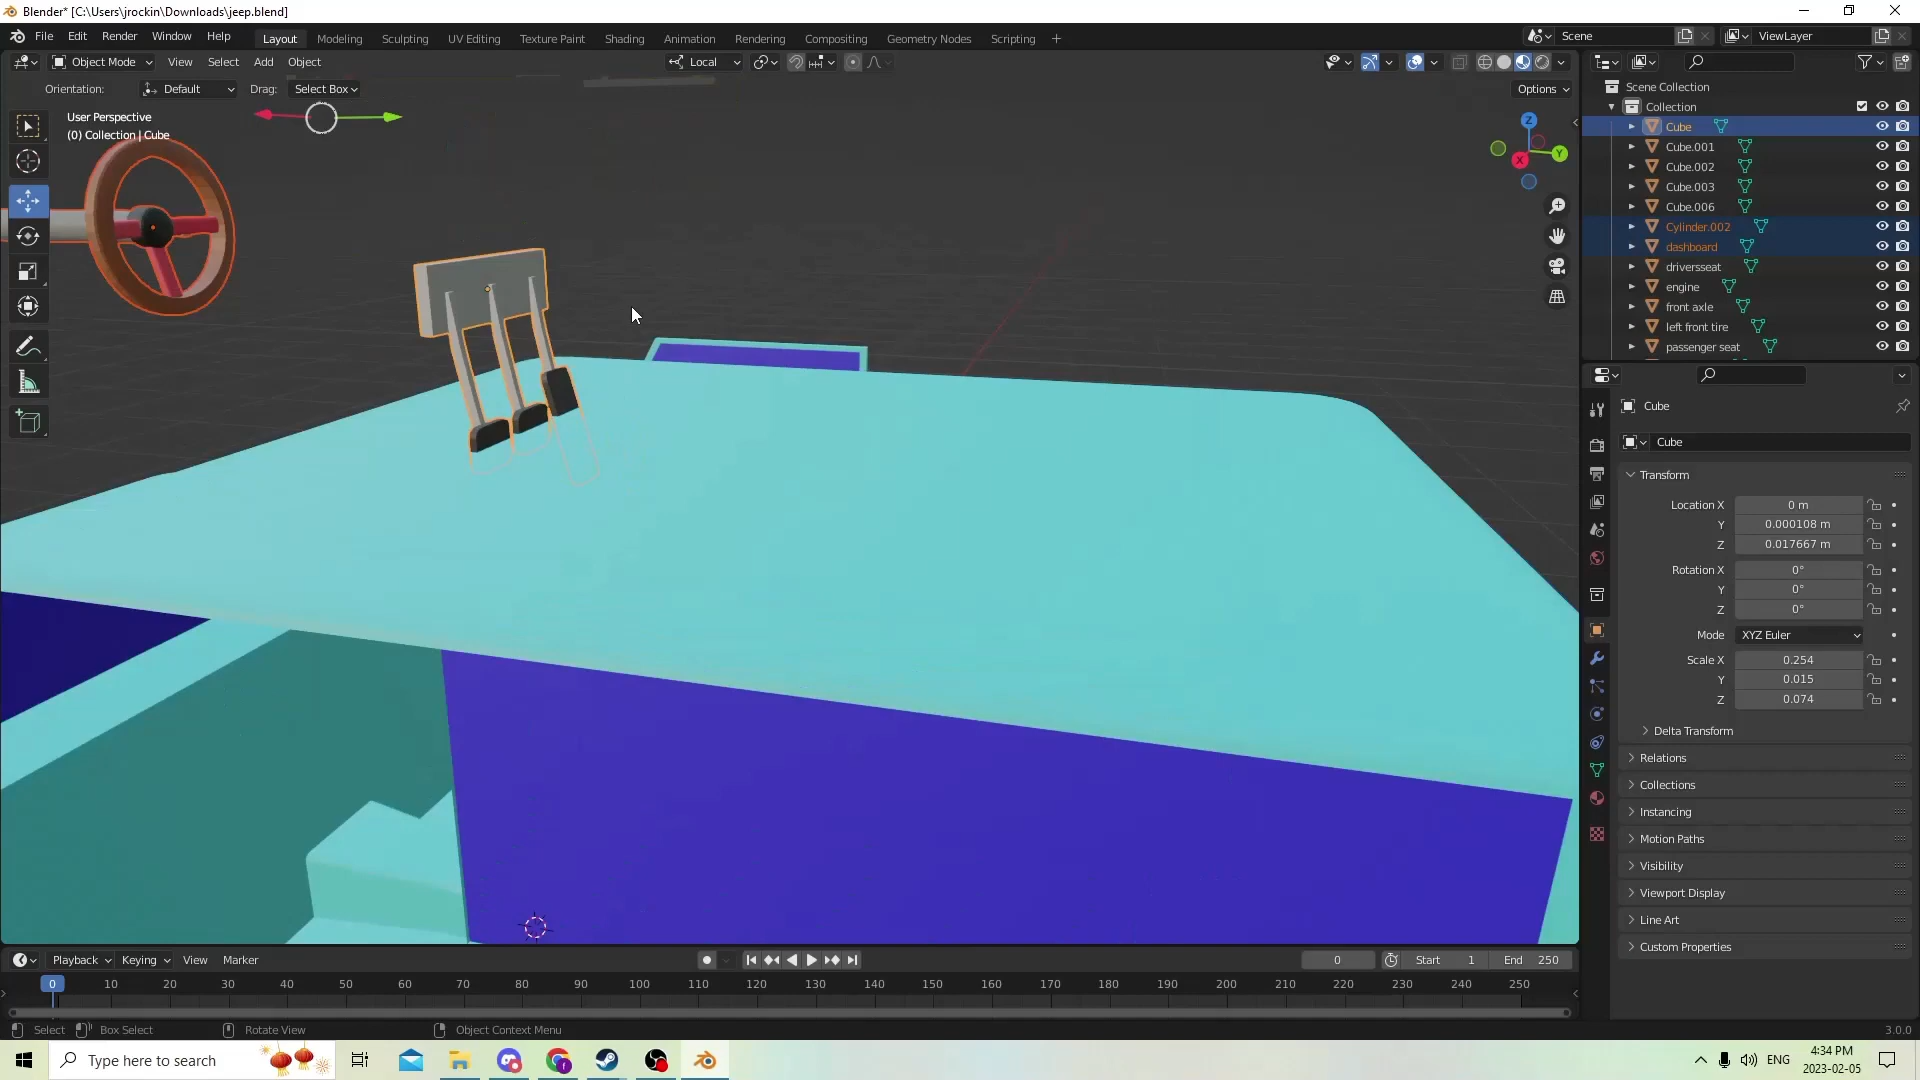 Blender* [C:\Users\jrockin\Downloads\jeep.blend]
File Edit Render Window Help
Layout Modeling Sculpting UV Editing Texture Paint Shading Animation Rendering Compositing Geometry Nodes Scripting +
Scene
ViewLayer
Object Mode View Select Add Object
Local
Orientation: Default Drag: Select Box
Options
User Perspective
(0) Collection | Cube
Z
Y
X
Scene Collection
Collection
Cube
Cube.001
Cube.002
Cube.003
Cube.006
Cylinder.002
dashboard
driversseat
engine
front axle
left front tire
passenger seat
Cube
Cube
Transform
Location X 0 m
Y 0.000108 m
Z 0.017667 m
Rotation X 0°
Y 0°
Z 0°
Mode XYZ Euler
Scale X 0.254
Y 0.015
Z 0.074
Delta Transform
Relations
Collections
Instancing
Motion Paths
Visibility
Viewport Display
Line Art
Custom Properties
Playback Keying View Marker
0 Start 1 End 250
0 10 20 30 40 50 60 70 80 90 100 110 120 130 140 150 160 170 180 190 200 210 220 230 240 250
Select Box Select Rotate View Object Context Menu
3.0.0
Type here to search
ENG
4:34 PM
2023-02-05